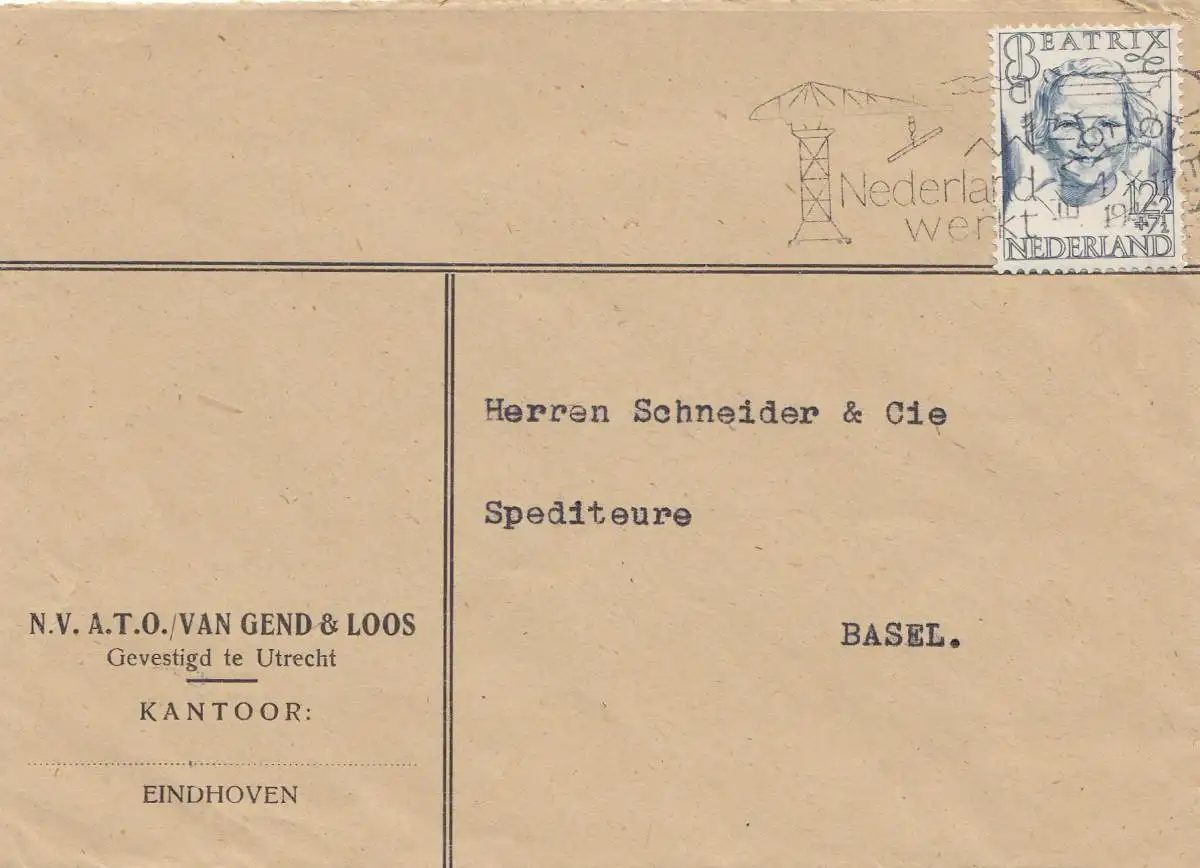 BEATRIX
Nederland
werkt
12½
+7½
NEDERLAND
Herren Schneider & Cie
Spediteure
BASEL.
N.V. A.T.O./VAN GEND & LOOS
Gevestigd te Utrecht
KANTOOR:
EINDHOVEN